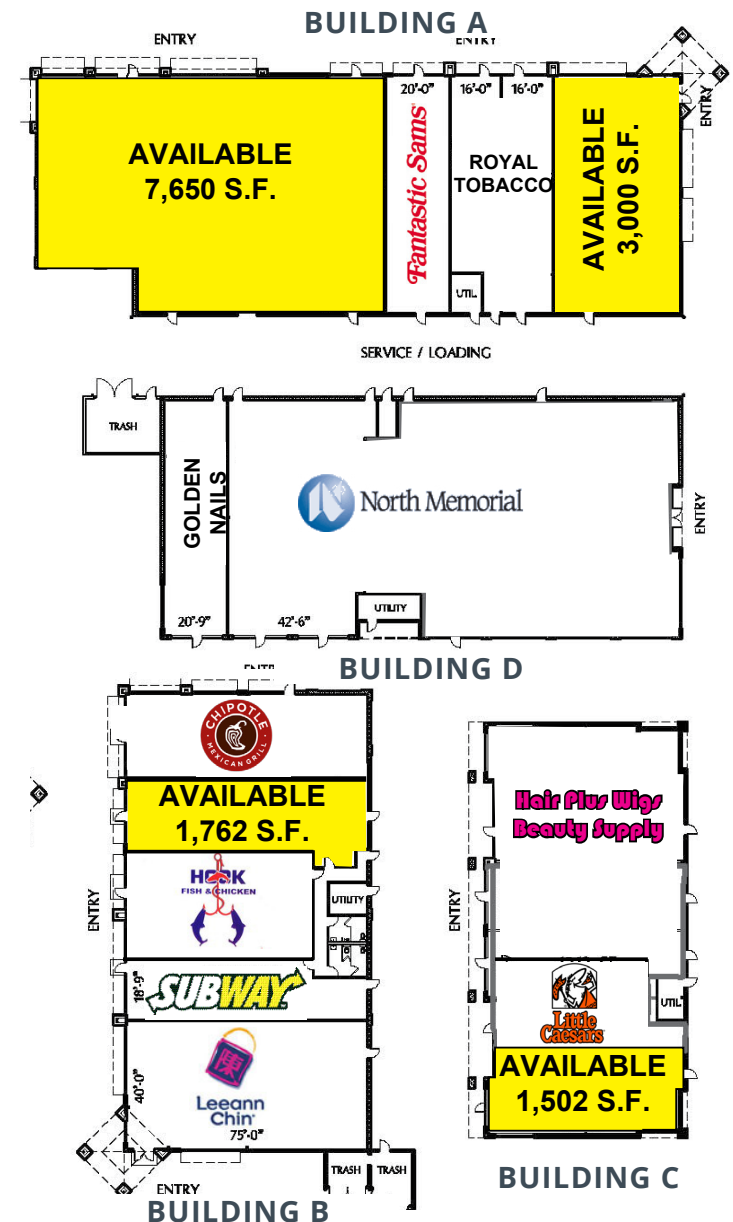 BUILDING A
ENTRY
ENTRY
AVAILABLE
7,650 S.F.
20'-0"
Fantastic Sams
16'-0"
16'-0"
ROYAL
TOBACCO
UTIL
AVAILABLE
3,000 S.F.
ENTRY
SERVICE / LOADING
TRASH
GOLDEN
NAILS
North Memorial
ENTRY
20'-9"
42'-6"
UTILITY
BUILDING D
CHIPOTLE
MEXICAN GRILL
AVAILABLE
1,762 S.F.
HOOK
FISH & CHICKEN
UTILITY
ENTRY
18'-9"
SUBWAY
40'-0"
Leeann
Chin
75'-0"
TRASH
TRASH
ENTRY
BUILDING B
Hair Plus Wigs
Beauty Supply
ENTRY
Little
Caesars
UTIL
AVAILABLE
1,502 S.F.
BUILDING C